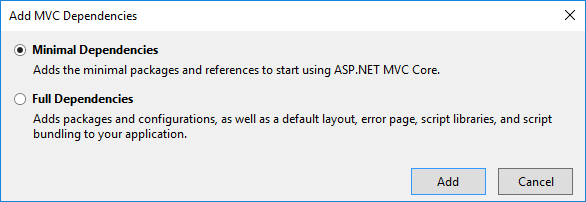 Add MVC Dependencies
Minimal Dependencies
Adds the minimal packages and references to start using ASP.NET MVC Core.
Full Dependencies
Adds packages and configurations, as well as a default layout, error page, script libraries, and script
bundling to your application.
Add Cancel